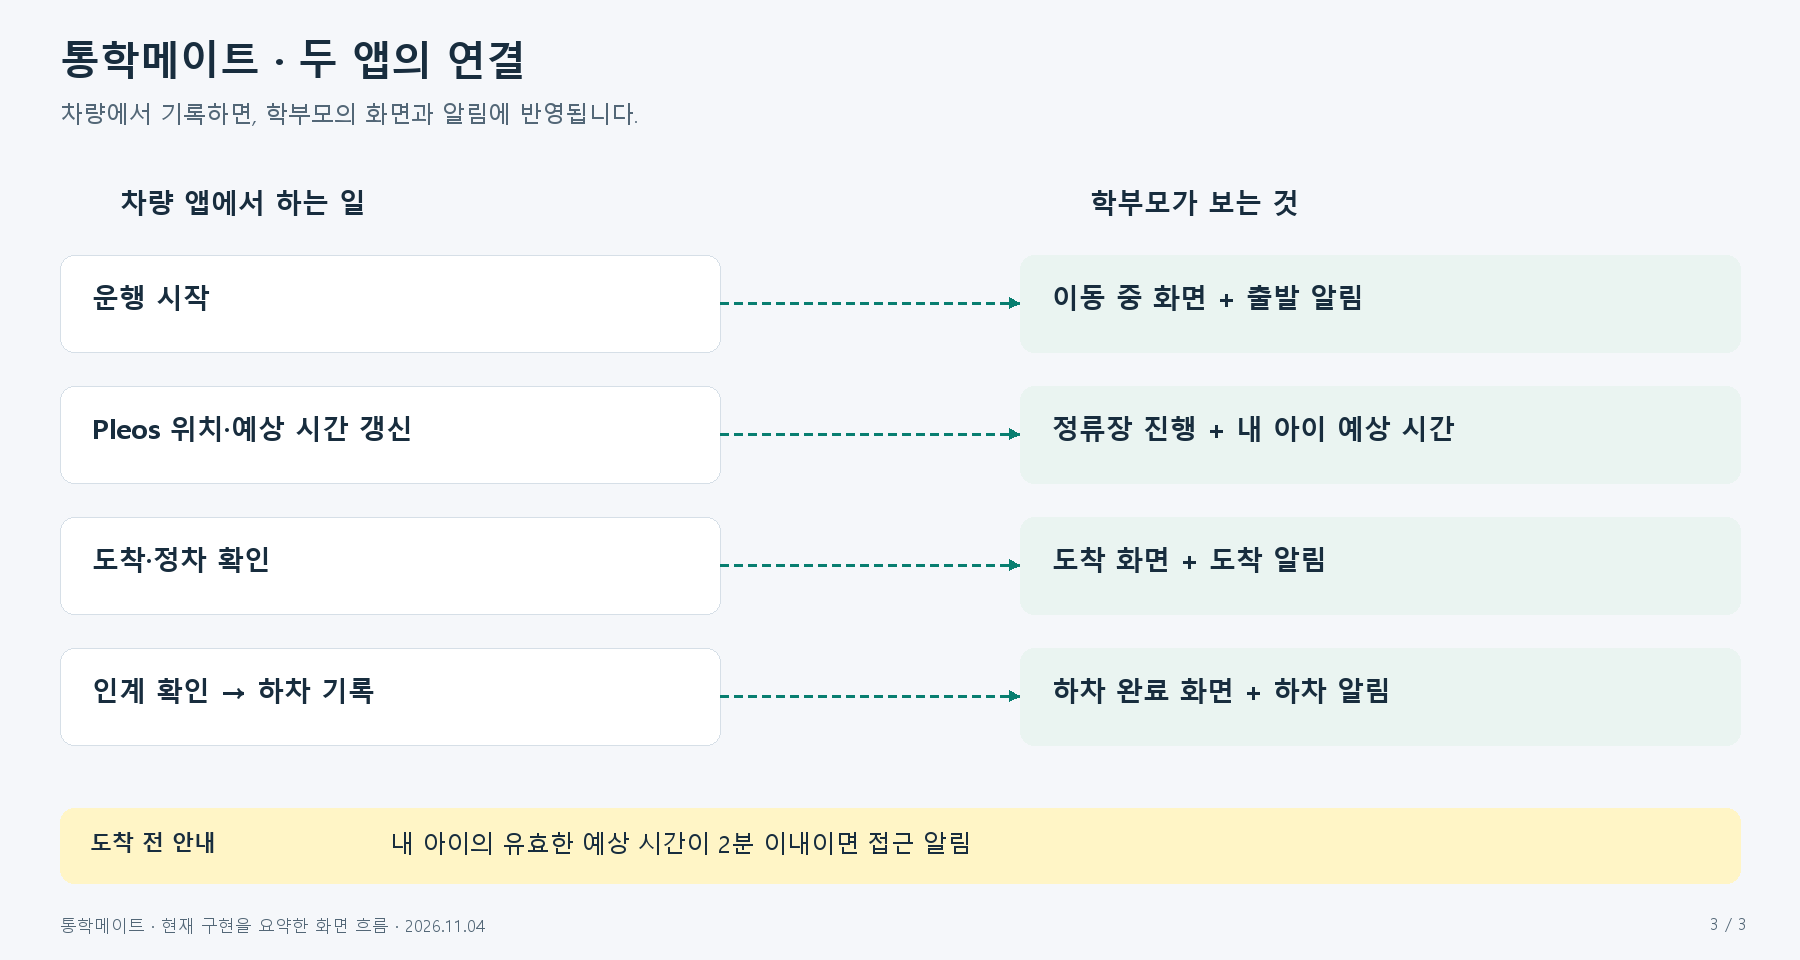 통학메이트 · 두 앱의 연결
차량에서 기록하면, 학부모의 화면과 알림에 반영됩니다.
차량 앱에서 하는 일
학부모가 보는 것
운행 시작
이동 중 화면 + 출발 알림
Pleos 위치·예상 시간 갱신
정류장 진행 + 내 아이 예상 시간
도착·정차 확인
도착 화면 + 도착 알림
인계 확인 → 하차 기록
하차 완료 화면 + 하차 알림
도착 전 안내
내 아이의 유효한 예상 시간이 2분 이내이면 접근 알림
통학메이트 · 현재 구현을 요약한 화면 흐름 · 2026.11.04
3 / 3